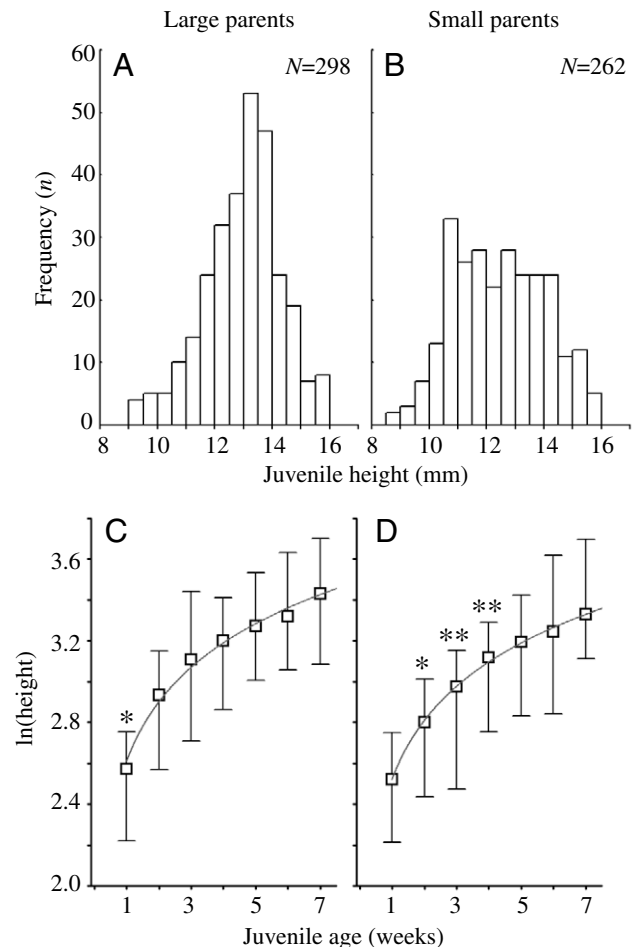 Large parents Small parents
A N=298 B N=262
60
50
40
30
20
10
0
Frequency (n)
8 10 12 14 16 8 10 12 14 16
Juvenile height (mm)
C D
3.6
3.2
2.8
2.4
2.0
ln(height)
* * ** **
1 3 5 7 1 3 5 7
Juvenile age (weeks)